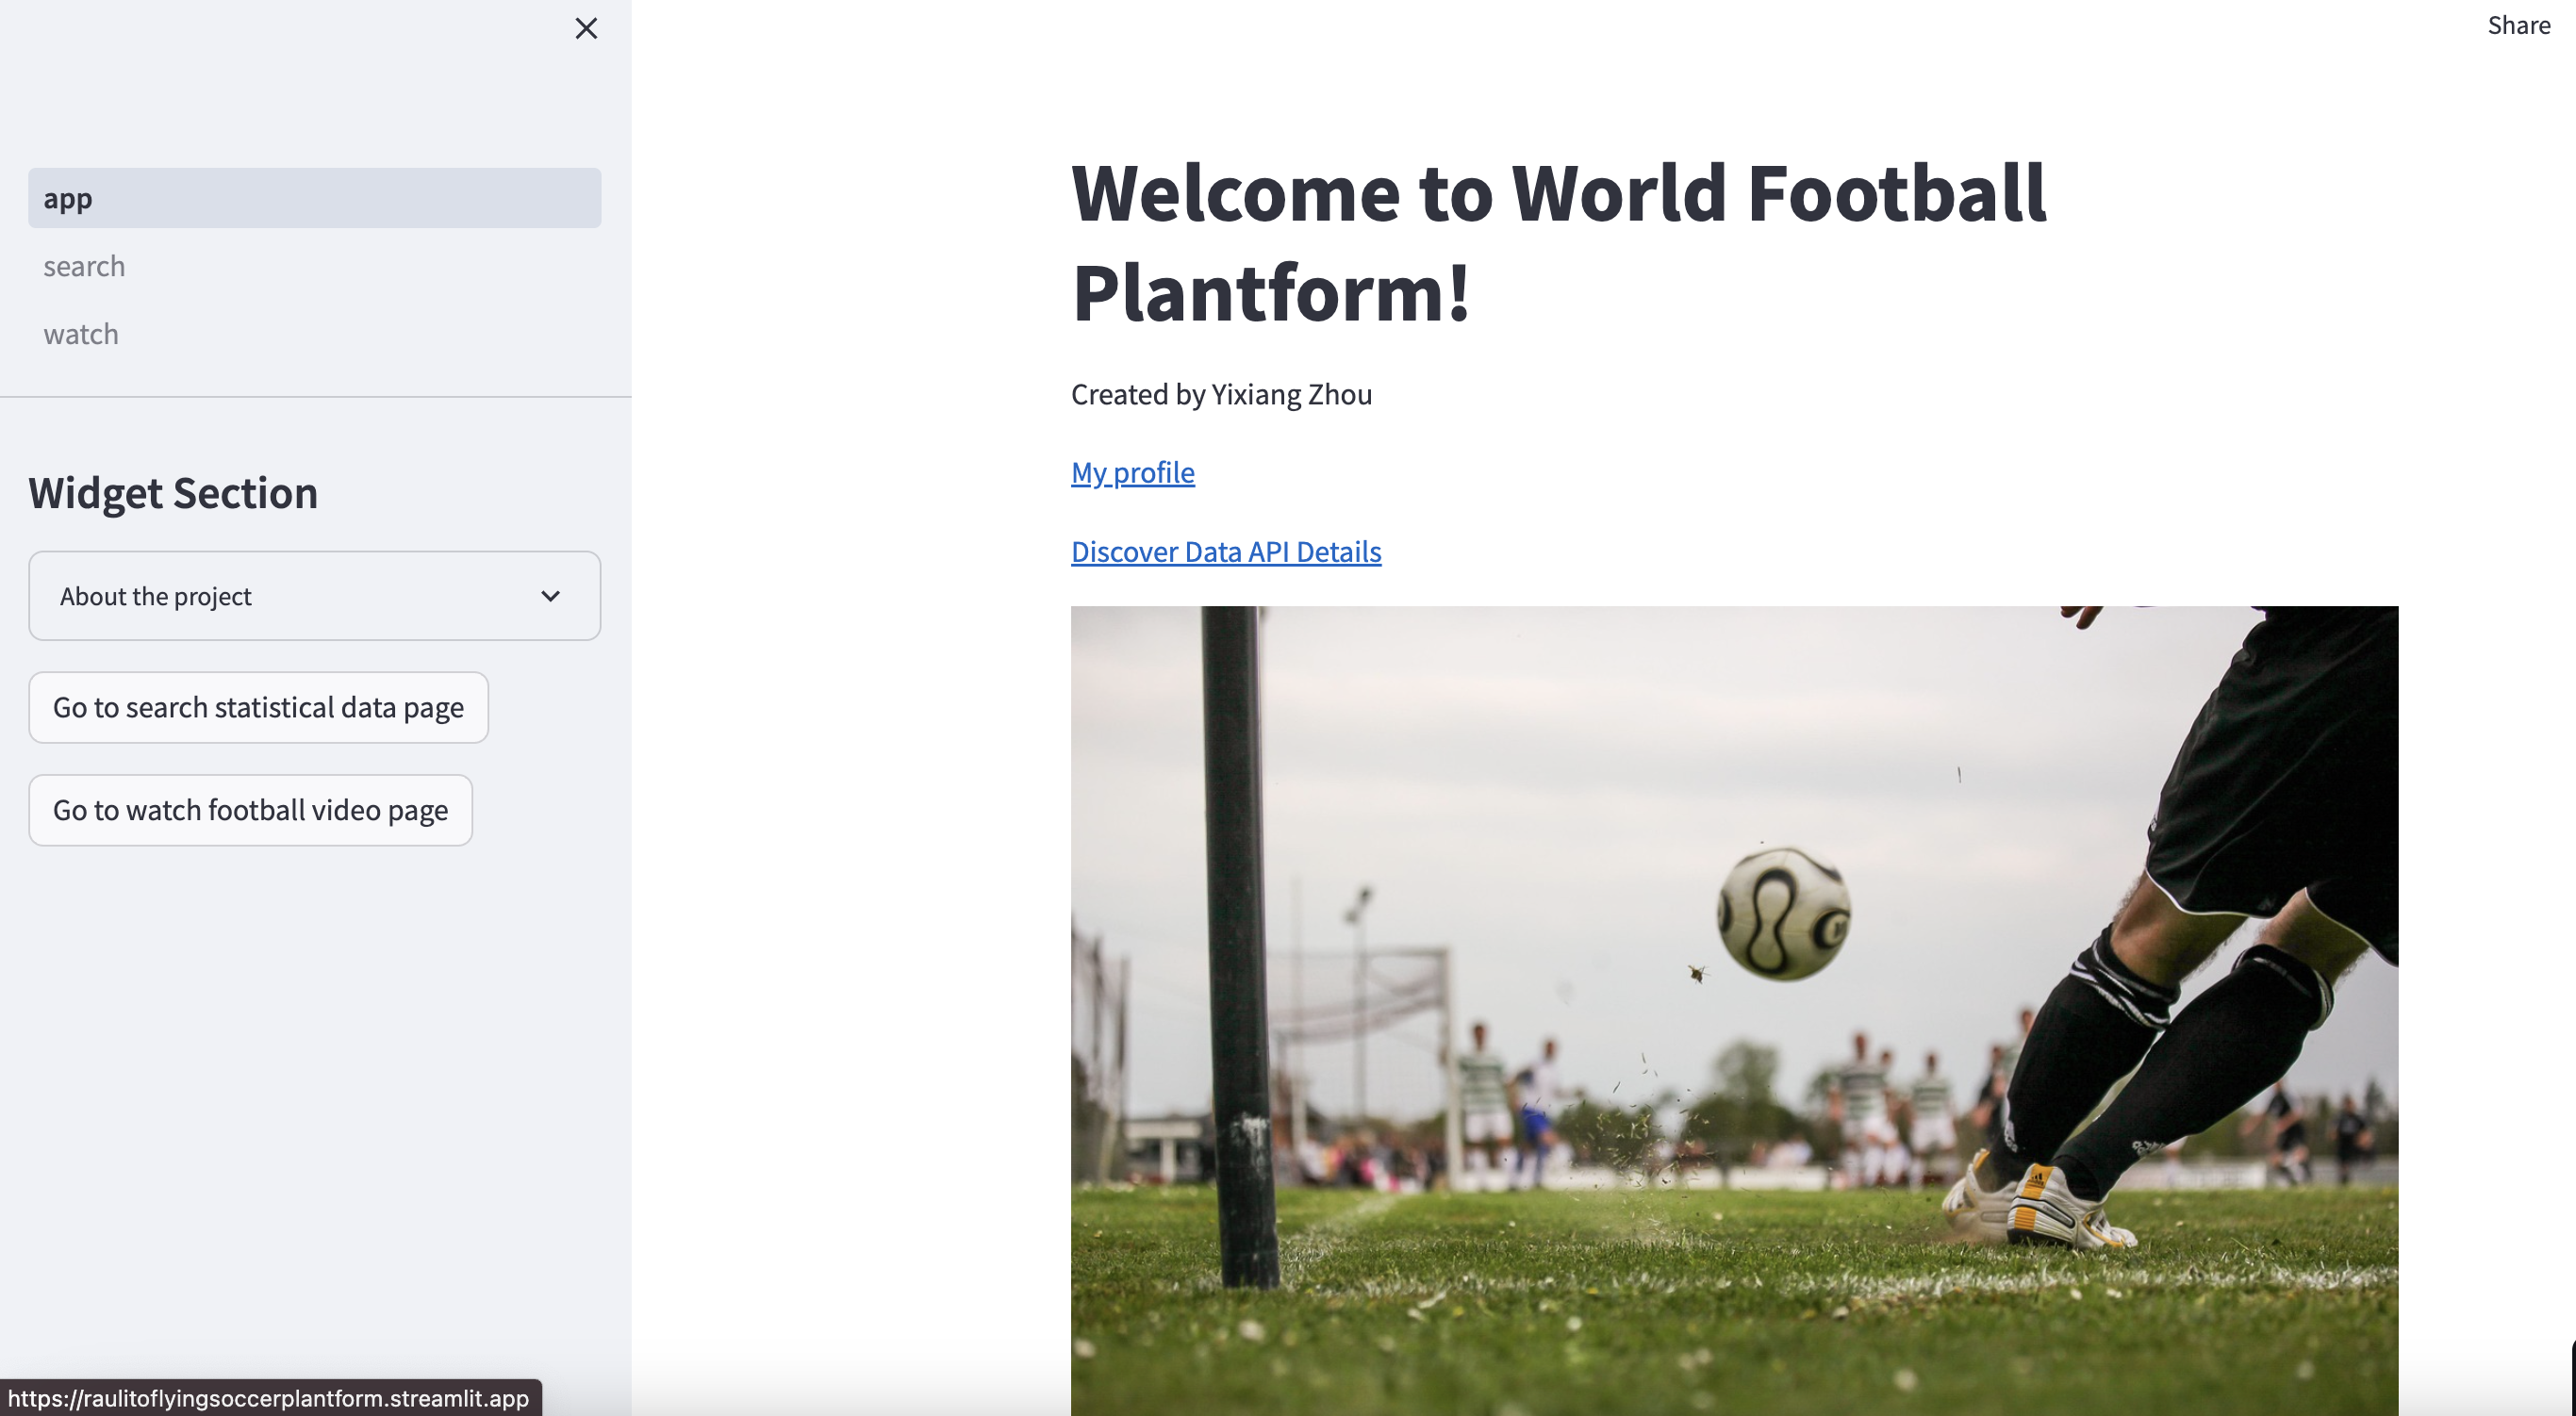 Share
app
search
watch
Widget Section
About the project
Go to search statistical data page
Go to watch football video page
Welcome to World Football
Plantform!
Created by Yixiang Zhou
My profile
Discover Data API Details
https://raulitoflyingsoccerplantform.streamlit.app